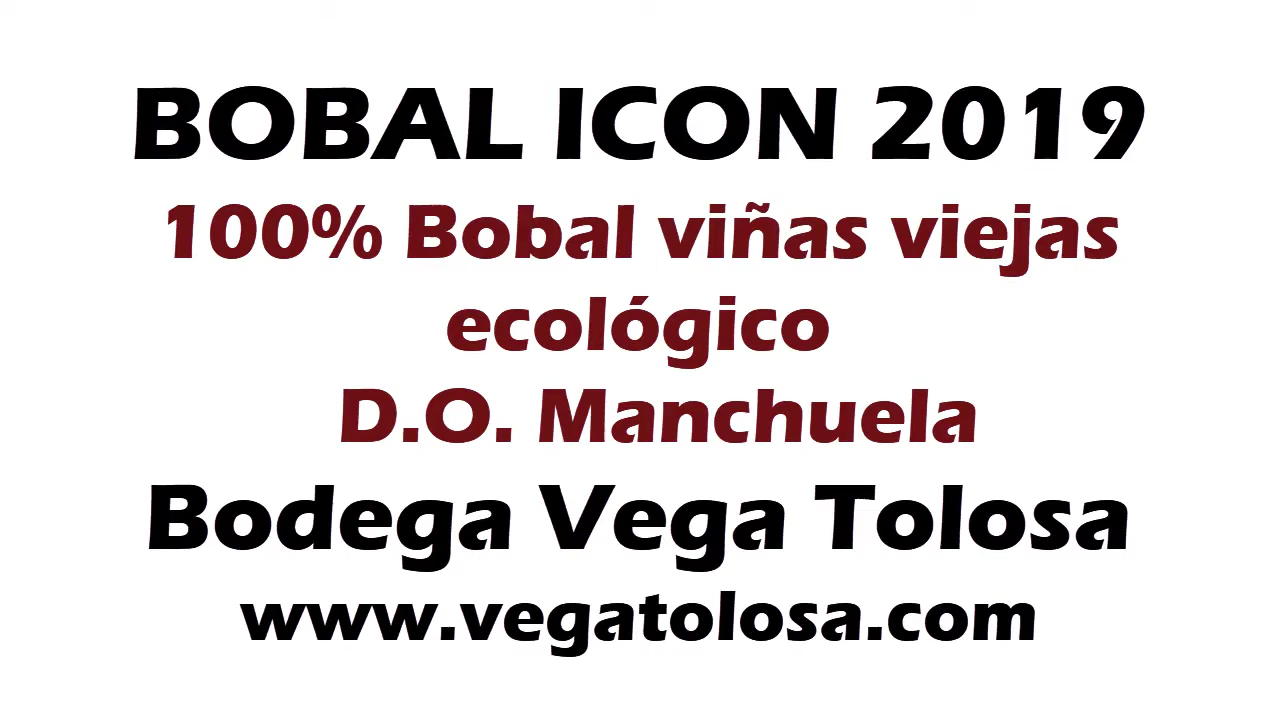 BOBAL ICON 2019
100% Bobal viñas viejas
ecológico
D.O. Manchuela
Bodega Vega Tolosa
www.vegatolosa.com